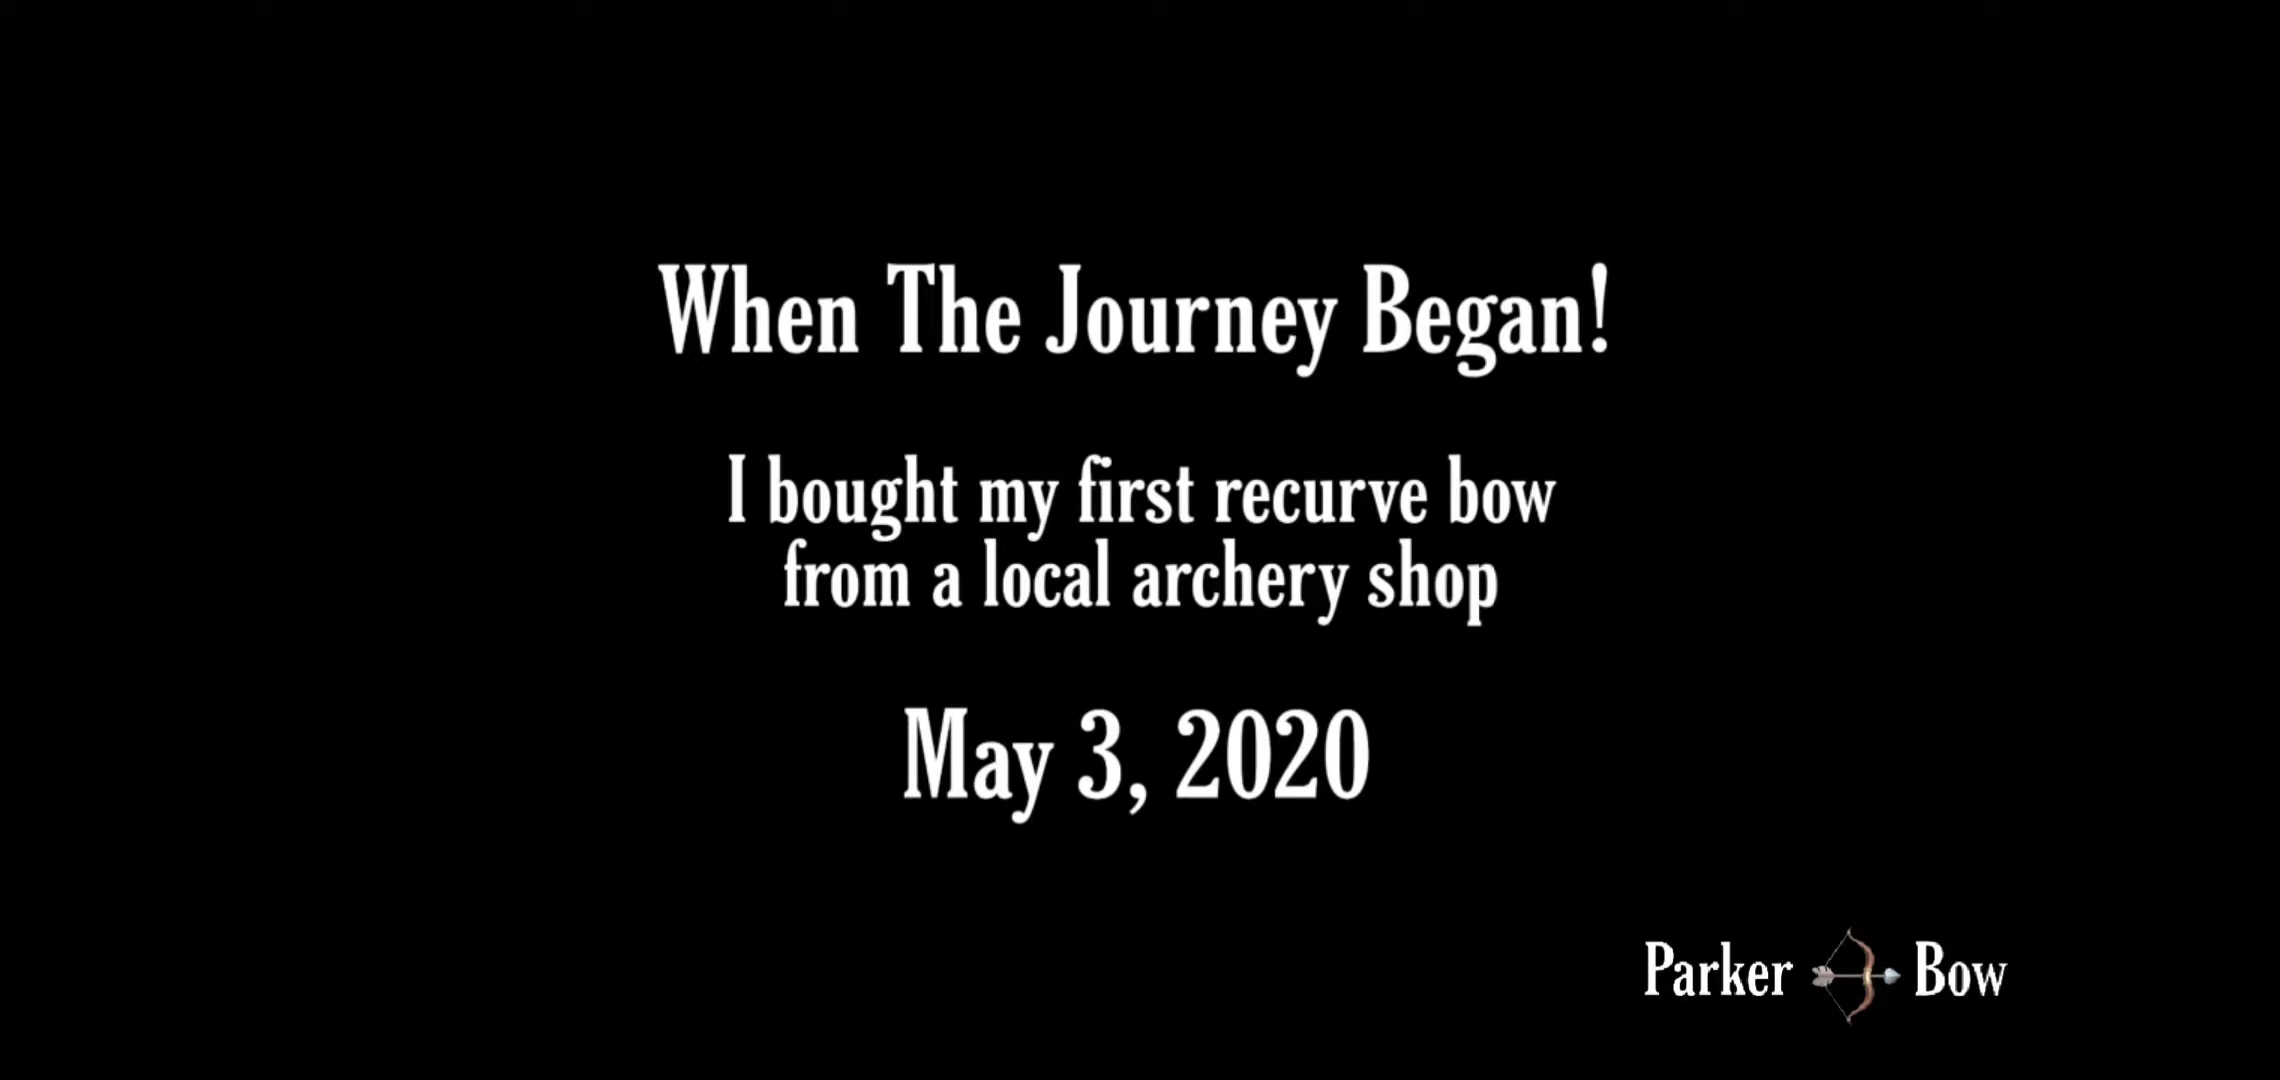 When The Journey Began!
I bought my first recurve bow
from a local archery shop
May 3, 2020
Parker Bow